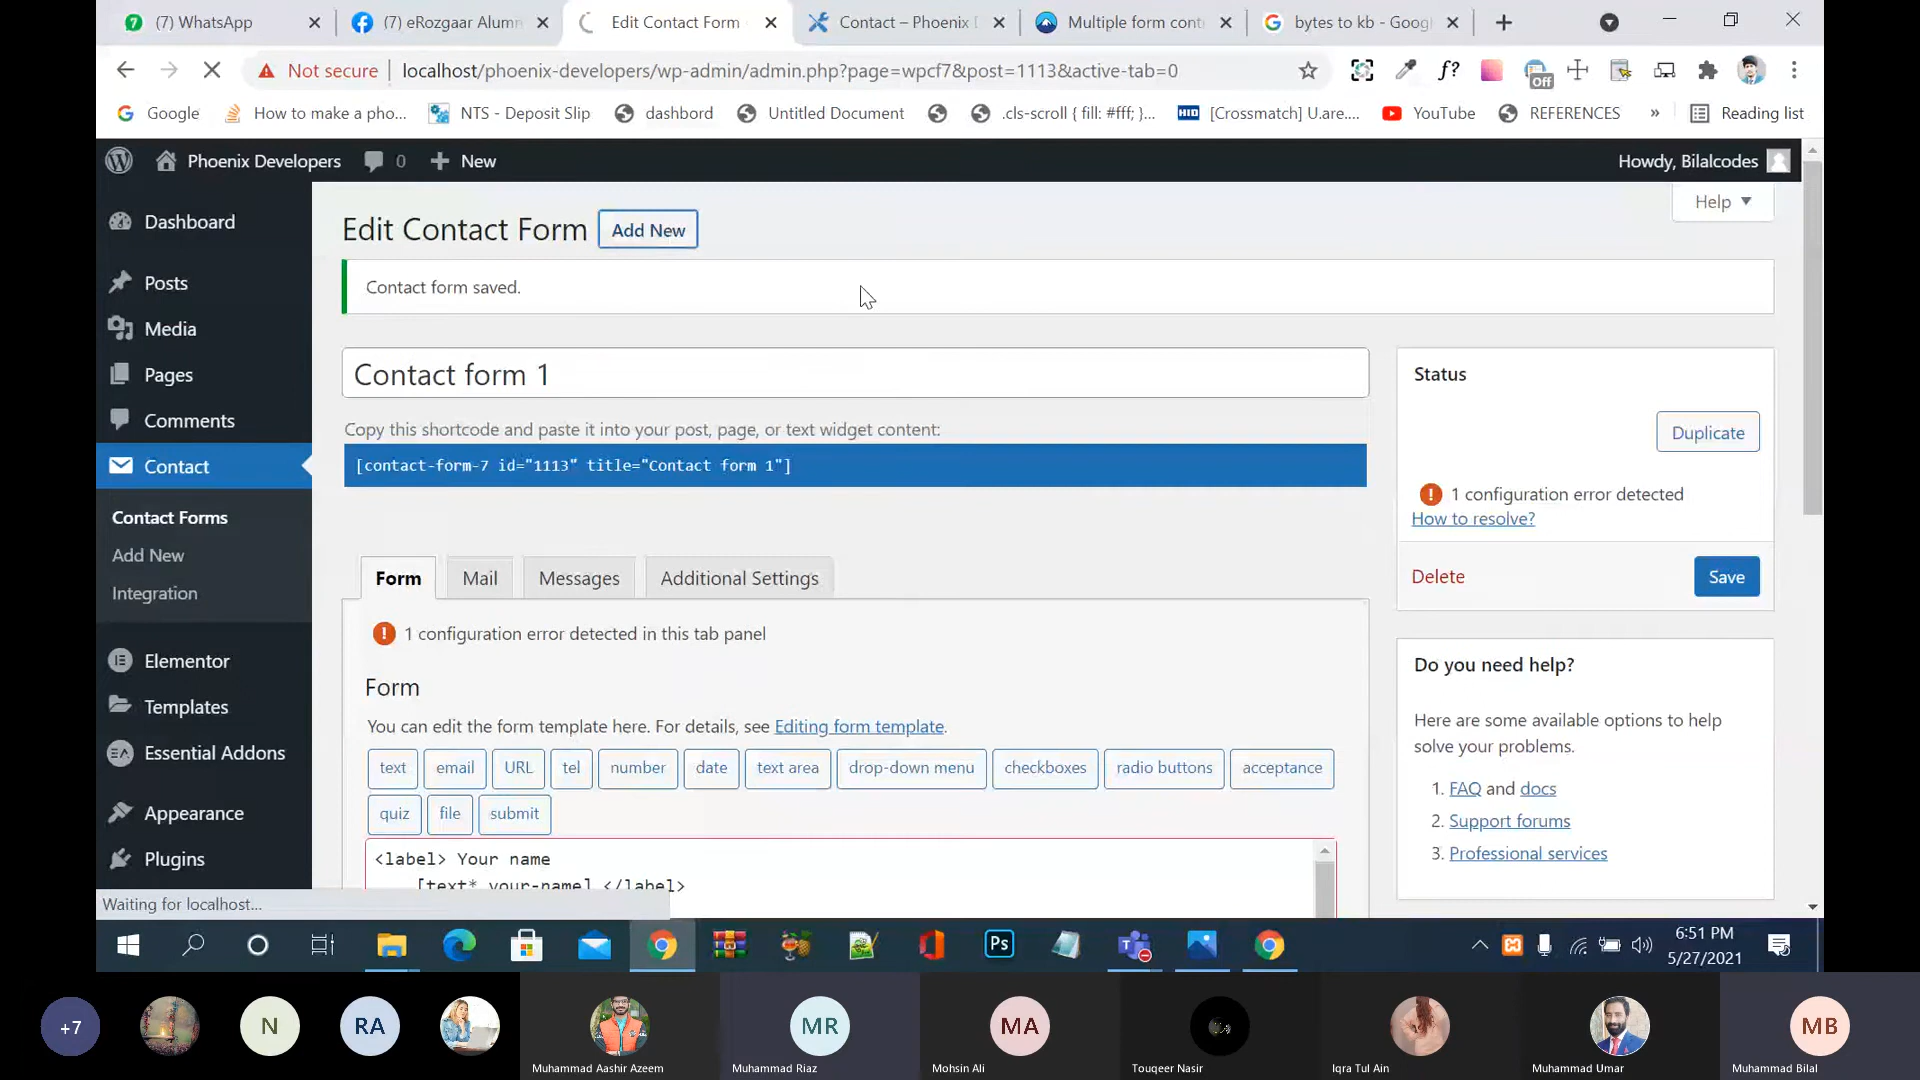 (7) WhatsApp
(7) eRozgaar Alumn
Edit Contact Form
Contact – Phoenix D
Multiple form cont
bytes to kb - Googl
Not secure
localhost/phoenix-developers/wp-admin/admin.php?page=wpcf7&post=1113&active-tab=0
f?
Off
Google
How to make a pho...
NTS - Deposit Slip
dashbord
Untitled Document
.cls-scroll { fill: #fff; }...
HID
[Crossmatch] U.are....
YouTube
REFERENCES
»
Reading list
Phoenix Developers
0
New
Howdy, Bilalcodes
Help
Dashboard
Posts
Media
Pages
Comments
Contact
Contact Forms
Add New
Integration
Elementor
Templates
Essential Addons
Appearance
Plugins
Edit Contact Form
Add New
Contact form saved.
Contact form 1
Copy this shortcode and paste it into your post, page, or text widget content:
[contact-form-7 id="1113" title="Contact form 1"]
Form
Mail
Messages
Additional Settings
1 configuration error detected in this tab panel
Form
You can edit the form template here. For details, see Editing form template.
text
email
URL
tel
number
date
text area
drop-down menu
checkboxes
radio buttons
acceptance
quiz
file
submit
<label> Your name
[text* your-name] </label>
Status
Duplicate
1 configuration error detected
How to resolve?
Delete
Save
Do you need help?
Here are some available options to help
solve your problems.
1. FAQ and docs
2. Support forums
3. Professional services
Waiting for localhost...
Ps
6:51 PM
5/27/2021
+7
N
RA
MR
MA
MB
Muhammad Aashir Azeem
Muhammad Riaz
Mohsin Ali
Touqeer Nasir
Iqra Tul Ain
Muhammad Umar
Muhammad Bilal